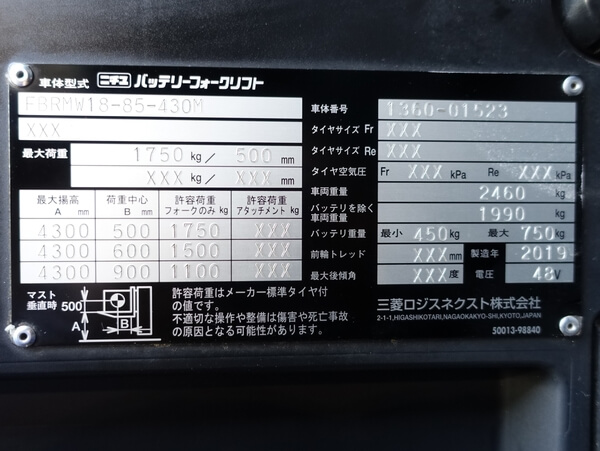 車体型式 ニチユ バッテリーフォークリフト
FBRMW18-85-430M
XXX
最大荷重 1750 kg/ 500 mm
XXX kg/ XXX mm
最大揚高 A mm 荷重中心 B mm 許容荷重 フォークのみ kg 許容荷重 アタッチメント kg
4300 500 1750 XXX
4300 600 1500 XXX
4300 900 1100 XXX
マスト垂直時 500 A B
許容荷重はメーカー標準タイヤ付
の値です。
不適切な操作や整備は傷害や死亡事故
の原因となる可能性があります。
車体番号 1360-01523
タイヤサイズ Fr XXX
タイヤサイズ Re XXX
タイヤ空気圧 Fr XXX kPa Re XXX kPa
車両重量 2460 kg
バッテリを除く
車両重量 1990 kg
バッテリ重量 最小 450 kg 最大 750 kg
前輪トレッド XXX mm 製造年 2019
最大後傾角 XXX 度 電圧 48 V
三菱ロジスネクスト株式会社
2-1-1,HIGASHIKOTARI,NAGAOKAKYO-SHI,KYOTO,JAPAN
50013-98840